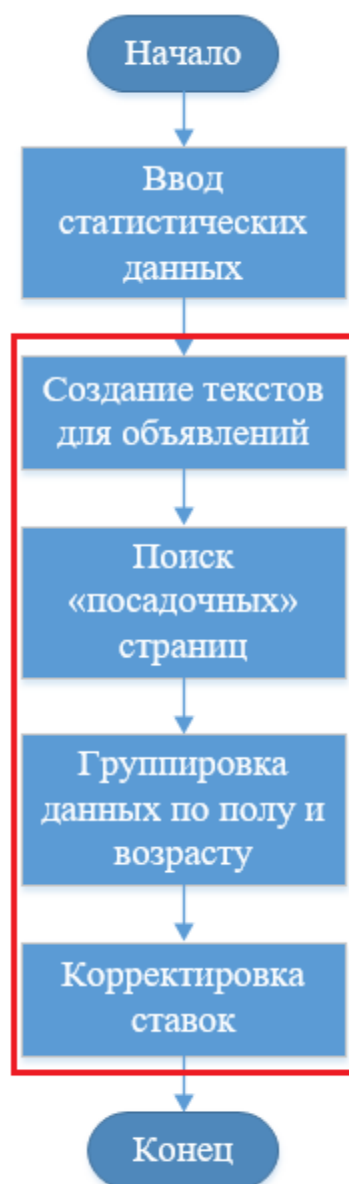 Начало
Ввод
статистических
данных
Создание текстов
для объявлений
Поиск
«посадочных»
страниц
Группировка
данных по полу и
возрасту
Корректировка
ставок
Конец